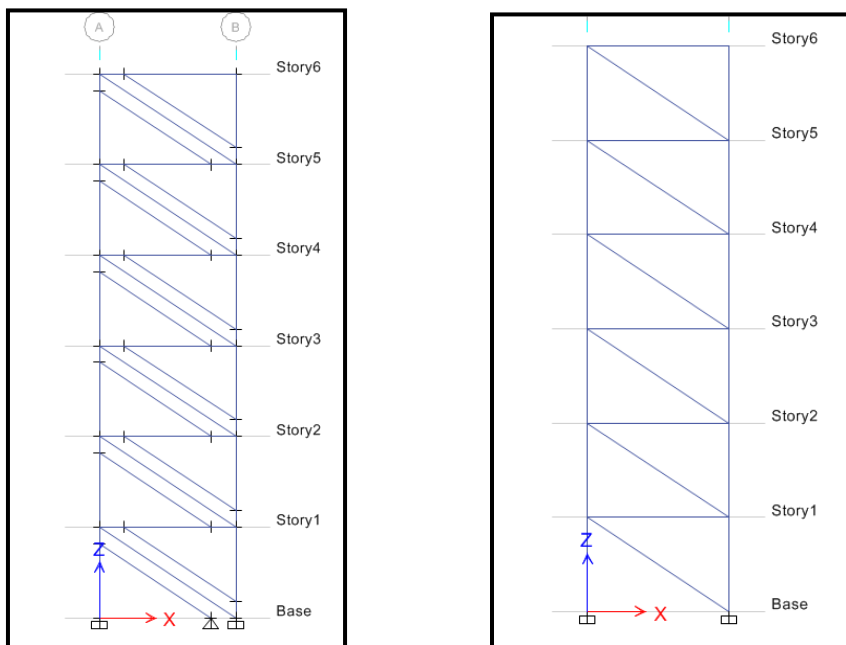 A B
Story6
Story5
Story4
Story3
Story2
Story1
Z
Base
X
Story6
Story5
Story4
Story3
Story2
Story1
Z
Base
X